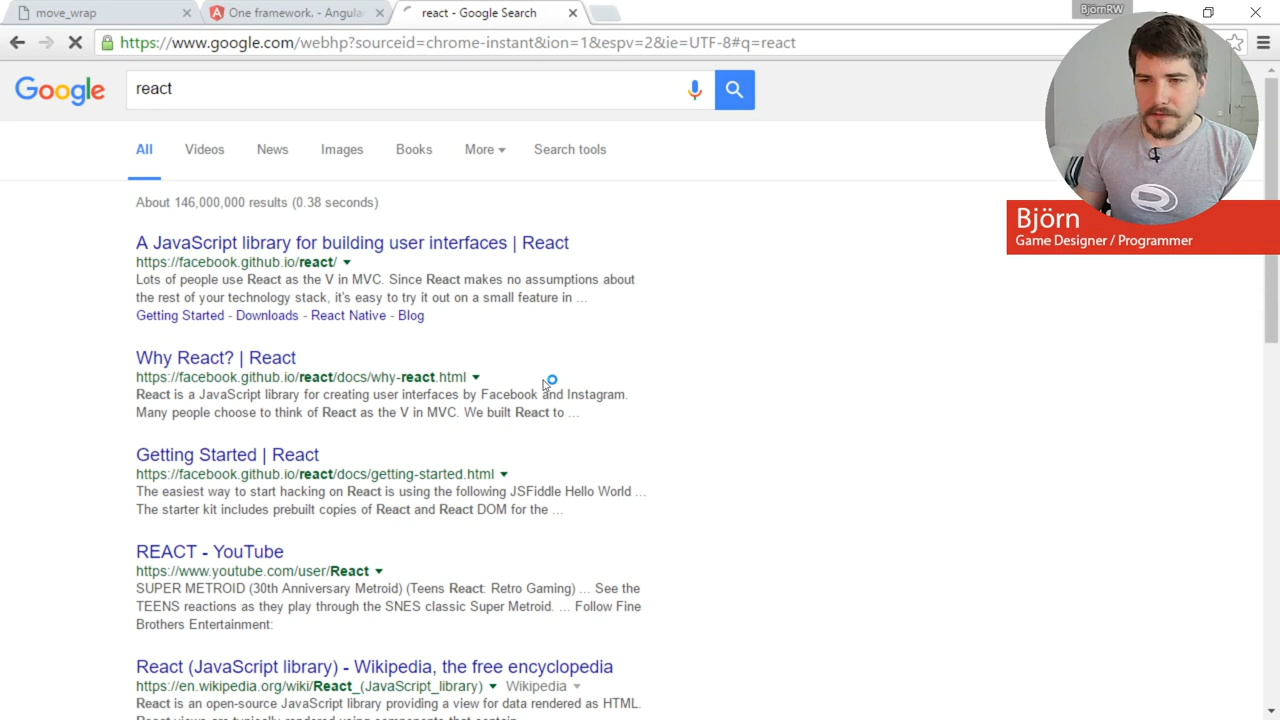 move_wrap
One framework. - Angula
react - Google Search
BjörnRW
https://www.google.com/webhp?sourceid=chrome-instant&ion=1&espv=2&ie=UTF-8#q=react
Google
react
All
Videos
News
Images
Books
More
Search tools
Björn
Game Designer / Programmer
About 146,000,000 results (0.38 seconds)
A JavaScript library for building user interfaces | React
https://facebook.github.io/react/
Lots of people use React as the V in MVC. Since React makes no assumptions about
the rest of your technology stack, it's easy to try it out on a small feature in ...
Getting Started - Downloads - React Native - Blog
Why React? | React
https://facebook.github.io/react/docs/why-react.html
React is a JavaScript library for creating user interfaces by Facebook and Instagram.
Many people choose to think of React as the V in MVC. We built React to ...
Getting Started | React
https://facebook.github.io/react/docs/getting-started.html
The easiest way to start hacking on React is using the following JSFiddle Hello World ...
The starter kit includes prebuilt copies of React and React DOM for the ...
REACT - YouTube
https://www.youtube.com/user/React
SUPER METROID (30th Anniversary Metroid) (Teens React: Retro Gaming) ... See the
TEENS reactions as they play through the SNES classic Super Metroid. ... Follow Fine
Brothers Entertainment:
React (JavaScript library) - Wikipedia, the free encyclopedia
https://en.wikipedia.org/wiki/React_(JavaScript_library) Wikipedia
React is an open-source JavaScript library providing a view for data rendered as HTML.
React views are typically rendered using components that contain